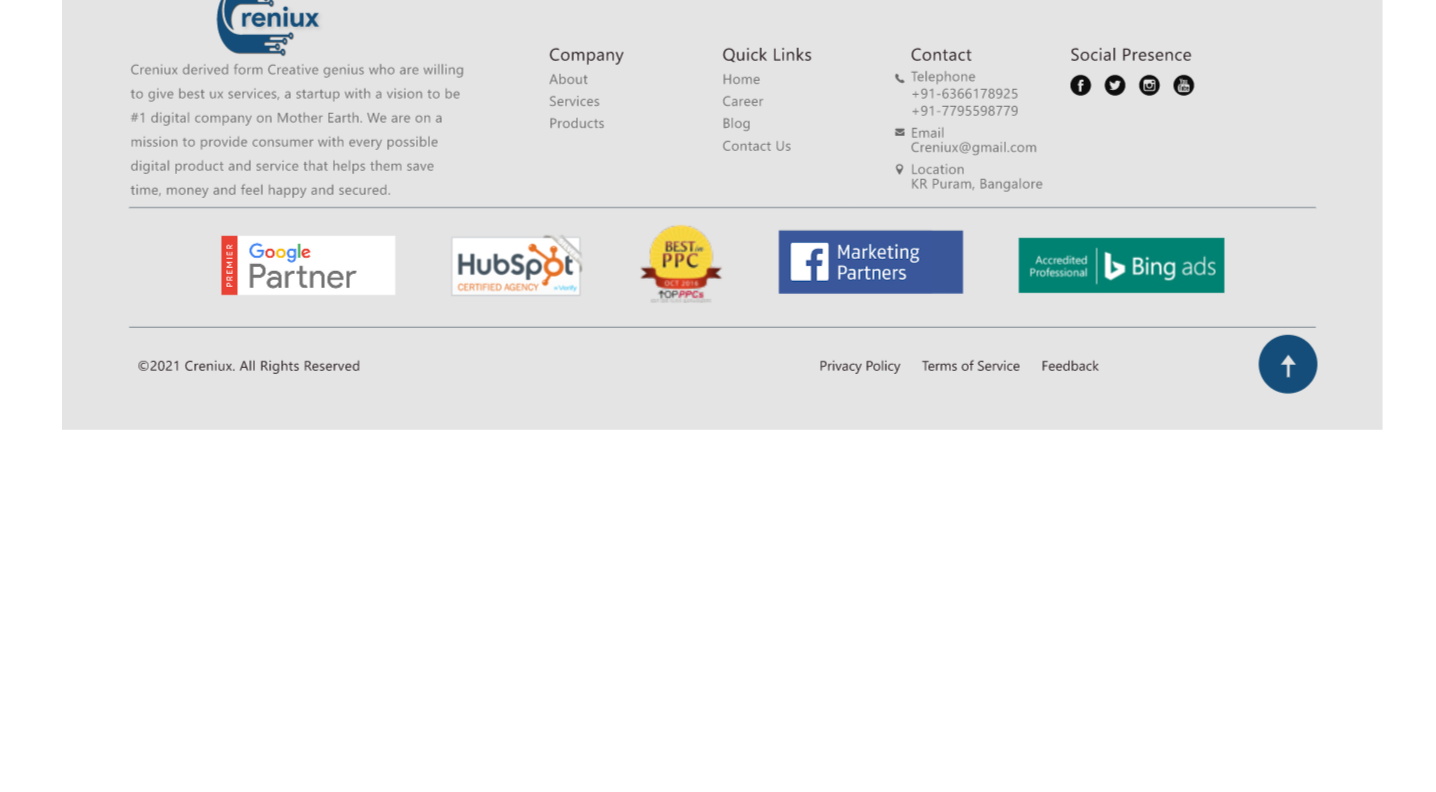 reniux
Creniux derived form Creative genius who are willing
to give best ux services, a startup with a vision to be
#1 digital company on Mother Earth. We are on a
mission to provide consumer with every possible
digital product and service that helps them save
time, money and feel happy and secured.
Company
About
Services
Products
Quick Links
Home
Career
Blog
Contact Us
Contact
Telephone
+91-6366178925
+91-7795598779
Email
Creniux@gmail.com
Location
KR Puram, Bangalore
Social Presence
PREMIER
Google
Partner
HubSpot
CERTIFIED AGENCY
Verify
BEST in
PPC
OCT 2016
TOPPPCs
Marketing
Partners
Accredited
Professional
Bing ads
©2021 Creniux. All Rights Reserved
Privacy Policy
Terms of Service
Feedback